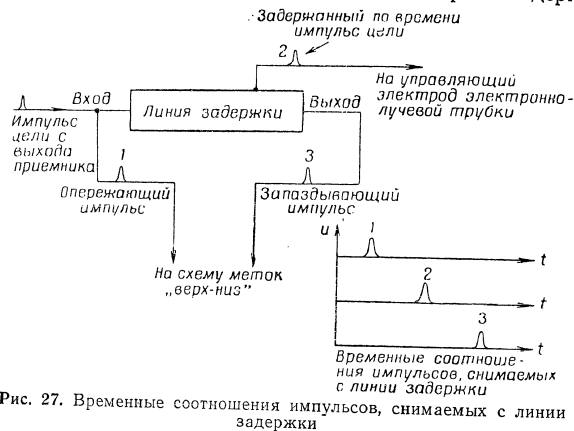 Задержанный по времени
импульс цели
2
На управляющий
электрод электронно-
лучевой трубки
Вход
Линия задержки
Выход
Импульс
цели с
выхода
приемника
1
3
Опережающий
импульс
Запаздывающий
импульс
На схему меток
„верх-низ"
u
1
t
2
t
3
t
Временные соотноше-
ния импульсов, снимаемых
с линии задержки
Рис. 27. Временные соотношения импульсов, снимаемых с линии
задержки